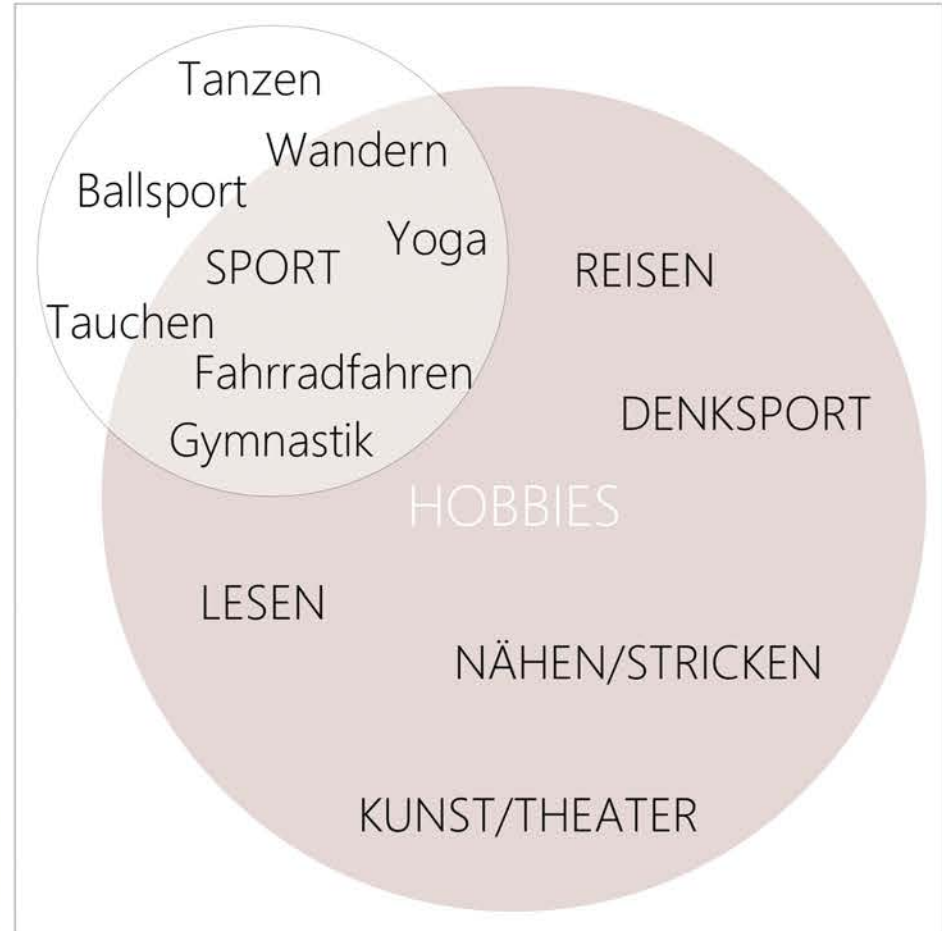 Tanzen
Wandern
Ballsport
Yoga
SPORT
REISEN
Tauchen
Fahrradfahren
DENKSPORT
Gymnastik
HOBBIES
LESEN
NÄHEN/STRICKEN
KUNST/THEATER